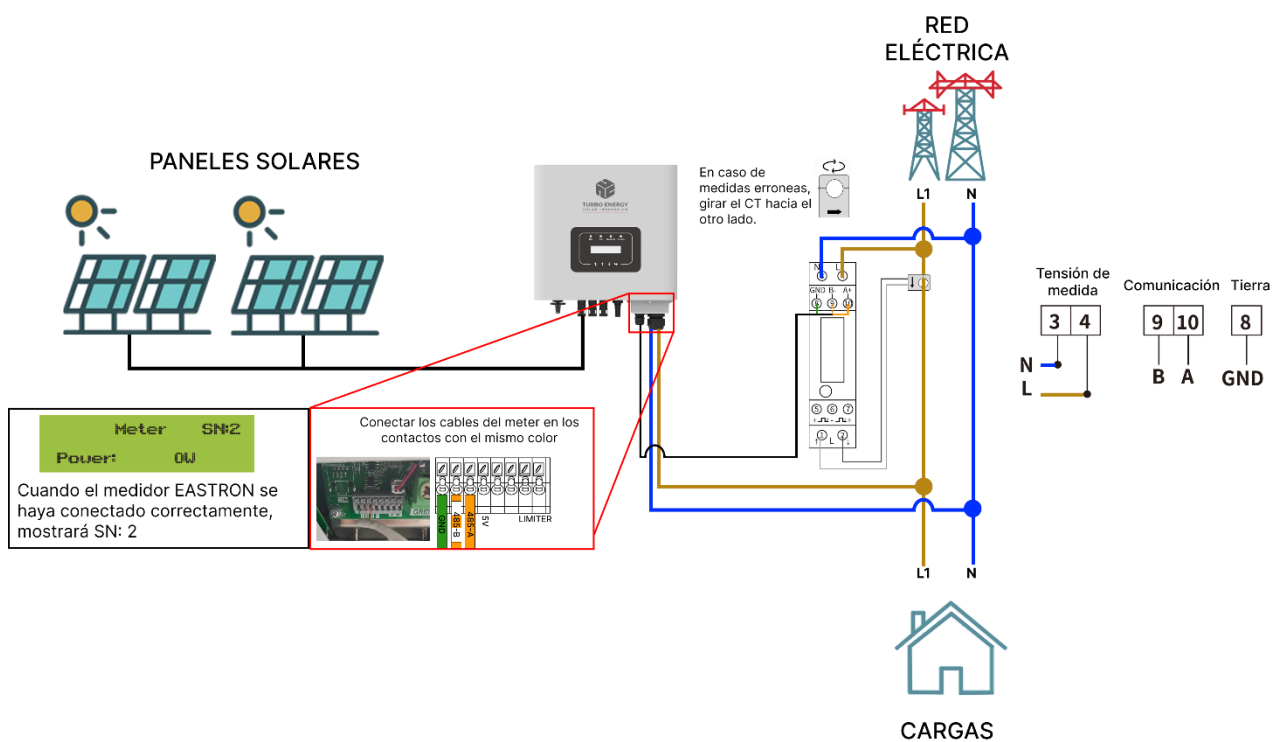 RED
ELÉCTRICA
PANELES SOLARES
TURBO ENERGY
En caso de
medidas erroneas,
girar el CT hacia el
otro lado.
L1 N
N L
GND B- A+
8 9 10
5 6 7
1 L 2
Tensión de
medida
3 4
N
L
Comunicación
9 10
B A
Tierra
8
GND
Meter SN:2
Power: 0W
Cuando el medidor EASTRON se
haya conectado correctamente,
mostrará SN: 2
Conectar los cables del meter en los
contactos con el mismo color
GND
485-B
485-A
5V
LIMITER
L1 N
CARGAS